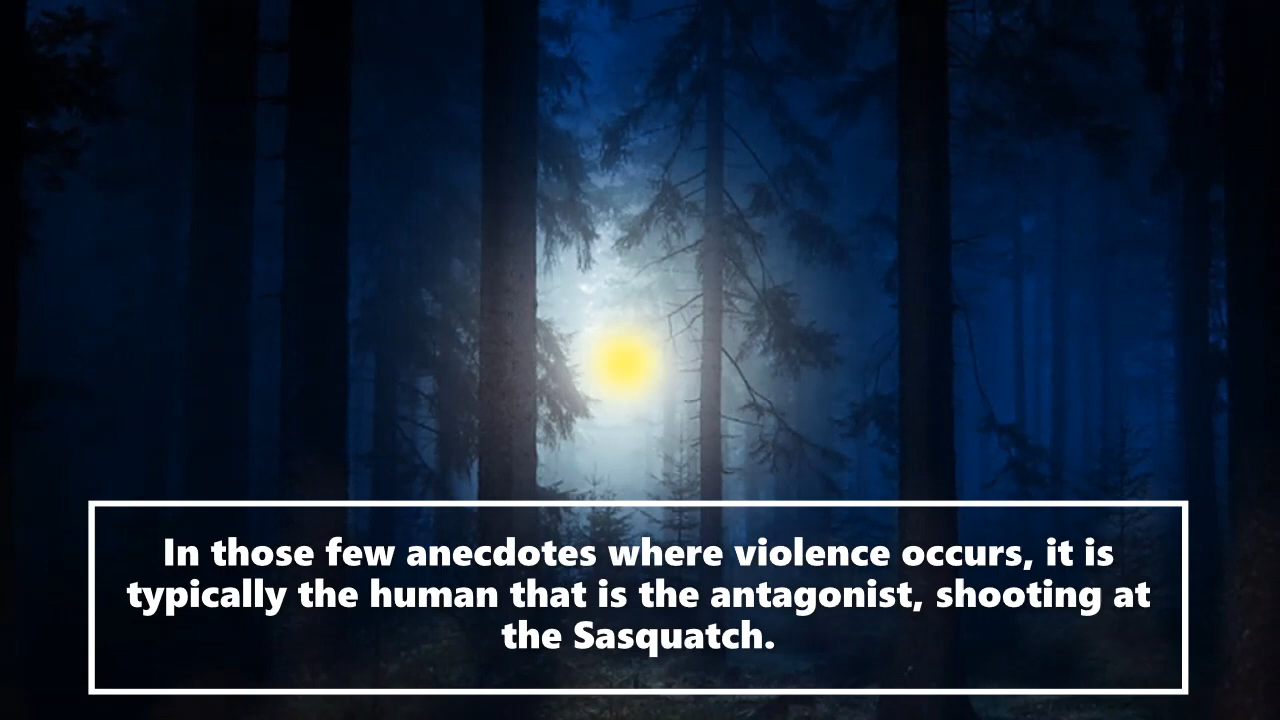 In those few anecdotes where violence occurs, it is
typically the human that is the antagonist, shooting at
the Sasquatch.